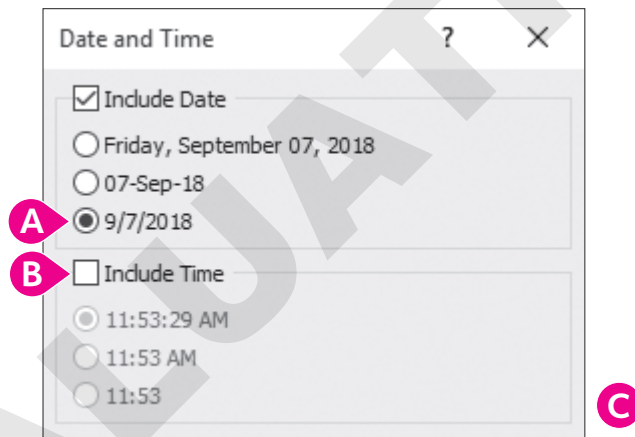 Date and Time ?
Include Date
Friday, September 07, 2018
07-Sep-18
A 9/7/2018
B Include Time
11:53:29 AM
11:53 AM
11:53
C